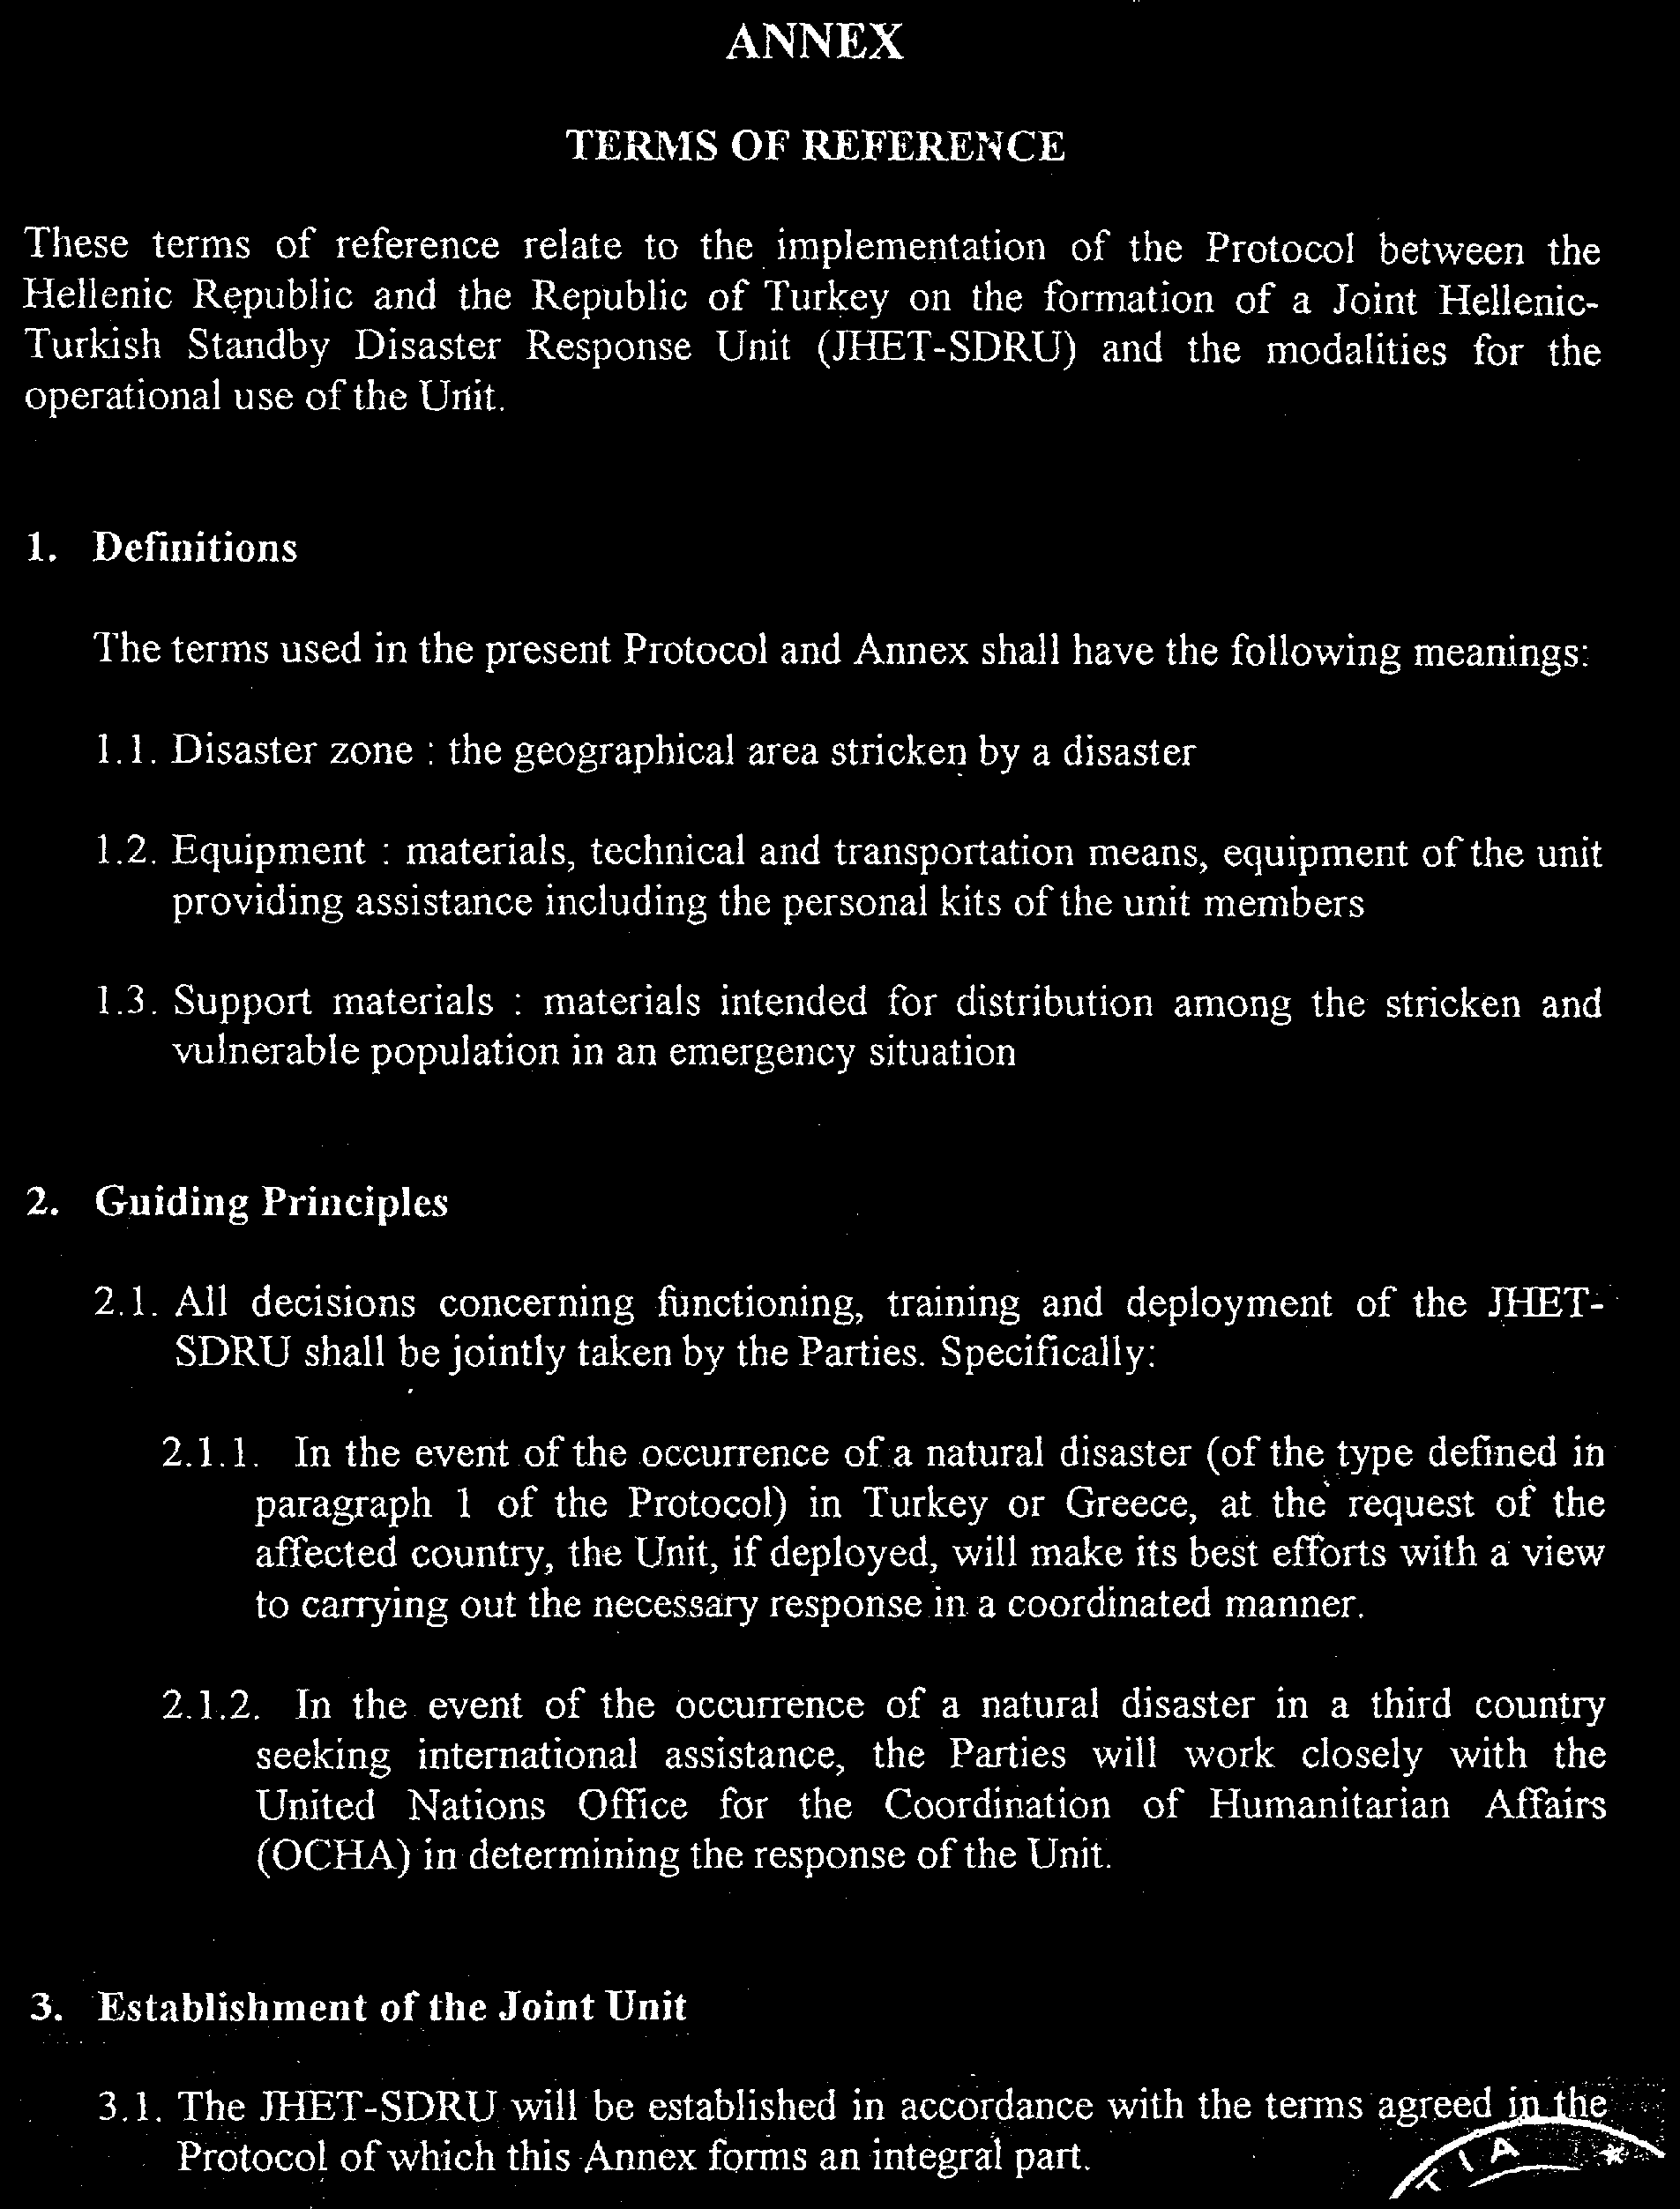 ANNEX
TERMS OF REFERENCE
These terms of reference relate to the implementation of the Protocol between the
Hellenic Republic and the Republic of Turkey on the formation of a Joint Hellenic-
Turkish Standby Disaster Response Unit (JHET-SDRU) and the modalities for the
operational use of the Unit.
1. Definitions
The terms used in the present Protocol and Annex shall have the following meanings:
1.1. Disaster zone : the geographical area stricken by a disaster
1.2. Equipment : materials, technical and transportation means, equipment of the unit
providing assistance including the personal kits of the unit members
1.3. Support materials : materials intended for distribution among the stricken and
vulnerable population in an emergency situation
2. Guiding Principles
2.1. All decisions concerning functioning, training and deployment of the JHET-
SDRU shall be jointly taken by the Parties. Specifically:
2.1.1. In the event of the occurrence of a natural disaster (of the type defined in
paragraph 1 of the Protocol) in Turkey or Greece, at the request of the
affected country, the Unit, if deployed, will make its best efforts with a view
to carrying out the necessary response in a coordinated manner.
2.1.2. In the event of the occurrence of a natural disaster in a third country
seeking international assistance, the Parties will work closely with the
United Nations Office for the Coordination of Humanitarian Affairs
(OCHA) in determining the response of the Unit.
3. Establishment of the Joint Unit
3.1. The JHET-SDRU will be established in accordance with the terms agreed in the
Protocol of which this Annex forms an integral part.